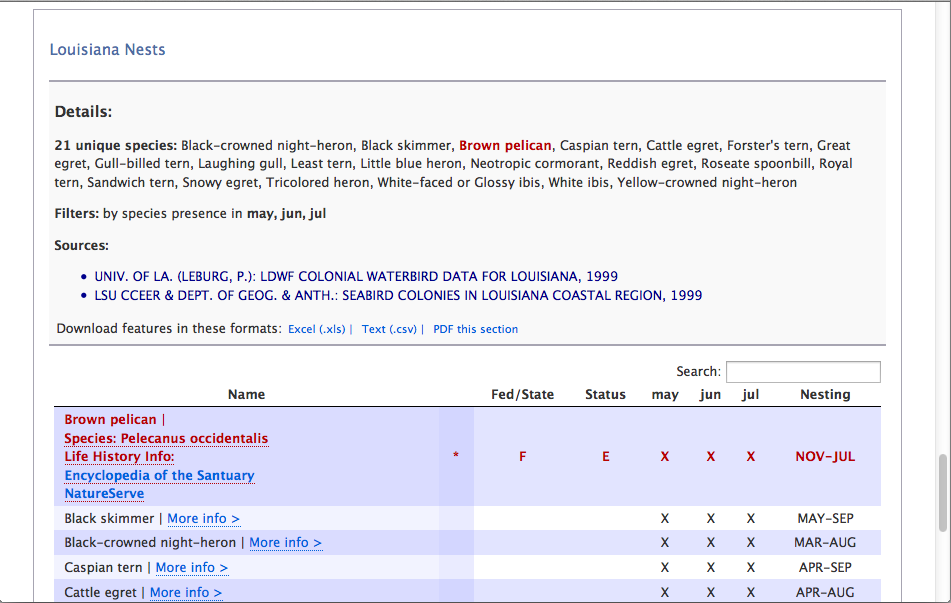 Louisiana Nests
Details:
21 unique species: Black-crowned night-heron, Black skimmer, Brown pelican, Caspian tern, Cattle egret, Forster's tern, Great
egret, Gull-billed tern, Laughing gull, Least tern, Little blue heron, Neotropic cormorant, Reddish egret, Roseate spoonbill, Royal
tern, Sandwich tern, Snowy egret, Tricolored heron, White-faced or Glossy ibis, White ibis, Yellow-crowned night-heron
Filters: by species presence in may, jun, jul
Sources:
• UNIV. OF LA. (LEBURG, P.): LDWF COLONIAL WATERBIRD DATA FOR LOUISIANA, 1999
• LSU CCEER & DEPT. OF GEOG. & ANTH.: SEABIRD COLONIES IN LOUISIANA COASTAL REGION, 1999
Download features in these formats: Excel (.xls) | Text (.csv) | PDF this section
Search:
Name Fed/State Status may jun jul Nesting
Brown pelican |
Species: Pelecanus occidentalis
Life History Info: * F E X X X NOV-JUL
Encyclopedia of the Santuary
NatureServe
Black skimmer | More info > X X X MAY-SEP
Black-crowned night-heron | More info > X X X MAR-AUG
Caspian tern | More info > X X X APR-SEP
Cattle egret | More info > X X X APR-AUG